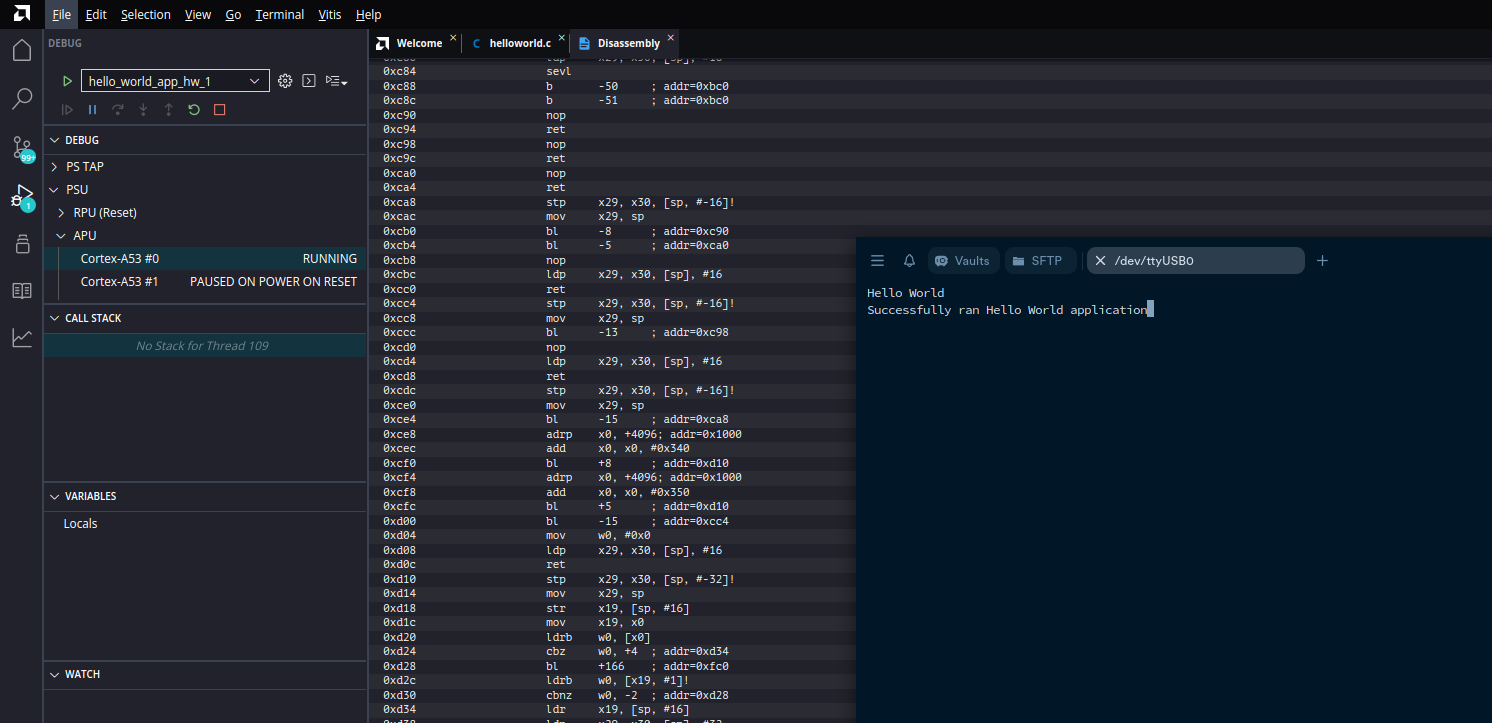 File Edit Selection View Go Terminal Vitis Help
DEBUG
hello_world_app_hw_1
DEBUG
PS TAP
PSU
RPU (Reset)
APU
Cortex-A53 #0 RUNNING
Cortex-A53 #1 PAUSED ON POWER ON RESET
CALL STACK
No Stack for Thread 109
VARIABLES
Locals
WATCH
99+
1
Welcome
C helloworld.c
Disassembly
0xc84 sevl
0xc88 b -50 ; addr=0xbc0
0xc8c b -51 ; addr=0xbc0
0xc90 nop
0xc94 ret
0xc98 nop
0xc9c ret
0xca0 nop
0xca4 ret
0xca8 stp x29, x30, [sp, #-16]!
0xcac mov x29, sp
0xcb0 bl -8 ; addr=0xc90
0xcb4 bl -5 ; addr=0xca0
0xcb8 nop
0xcbc ldp x29, x30, [sp], #16
0xcc0 ret
0xcc4 stp x29, x30, [sp, #-16]!
0xcc8 mov x29, sp
0xccc bl -13 ; addr=0xc98
0xcd0 nop
0xcd4 ldp x29, x30, [sp], #16
0xcd8 ret
0xcdc stp x29, x30, [sp, #-16]!
0xce0 mov x29, sp
0xce4 bl -15 ; addr=0xca8
0xce8 adrp x0, +4096; addr=0x1000
0xcec add x0, x0, #0x340
0xcf0 bl +8 ; addr=0xd10
0xcf4 adrp x0, +4096; addr=0x1000
0xcf8 add x0, x0, #0x350
0xcfc bl +5 ; addr=0xd10
0xd00 bl -15 ; addr=0xcc4
0xd04 mov w0, #0x0
0xd08 ldp x29, x30, [sp], #16
0xd0c ret
0xd10 stp x29, x30, [sp, #-32]!
0xd14 mov x29, sp
0xd18 str x19, [sp, #16]
0xd1c mov x19, x0
0xd20 ldrb w0, [x0]
0xd24 cbz w0, +4 ; addr=0xd34
0xd28 bl +166 ; addr=0xfc0
0xd2c ldrb w0, [x19, #1]!
0xd30 cbnz w0, -2 ; addr=0xd28
0xd34 ldr x19, [sp, #16]
Vaults SFTP /dev/ttyUSB0
Hello World
Successfully ran Hello World application